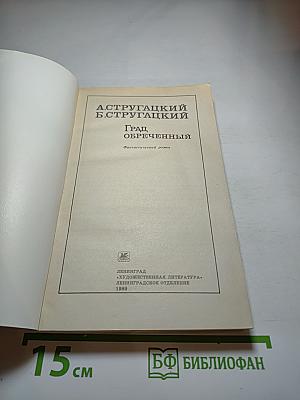 А.СТРУГАЦКИЙ
Б.СТРУГАЦКИЙ
ГРАД
ОБРЕЧЕННЫЙ
Фантастический роман
ЛЕНИНГРАД
«ХУДОЖЕСТВЕННАЯ ЛИТЕРАТУРА»
ЛЕНИНГРАДСКОЕ ОТДЕЛЕНИЕ
1989
15 см
БФ БИБЛИОФАН